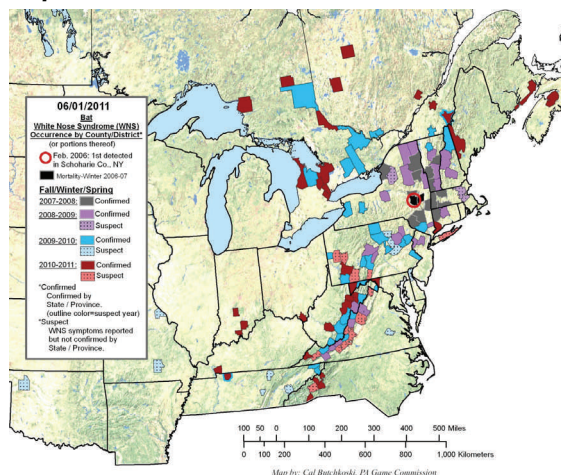 06/01/2011
Bat
White Nose Syndrome (WNS)
Occurrence by County/District*
(or portions thereof)
Feb. 2006: 1st detected
in Schoharie Co., NY
Mortality-Winter 2006-07
Fall/Winter/Spring
2007-2008: Confirmed
2008-2009: Confirmed
Suspect
2009-2010: Confirmed
Suspect
2010-2011: Confirmed
Suspect
*Confirmed
Confirmed by
State / Province.
(outline color=suspect year)
*Suspect
WNS symptoms reported
but not confirmed by
State / Province.
100 50 0 100 200 300 400 500 Miles
100 0 200 400 600 800 1,000 Kilometers
Map by: Cal Butchkoski, PA Game Commission